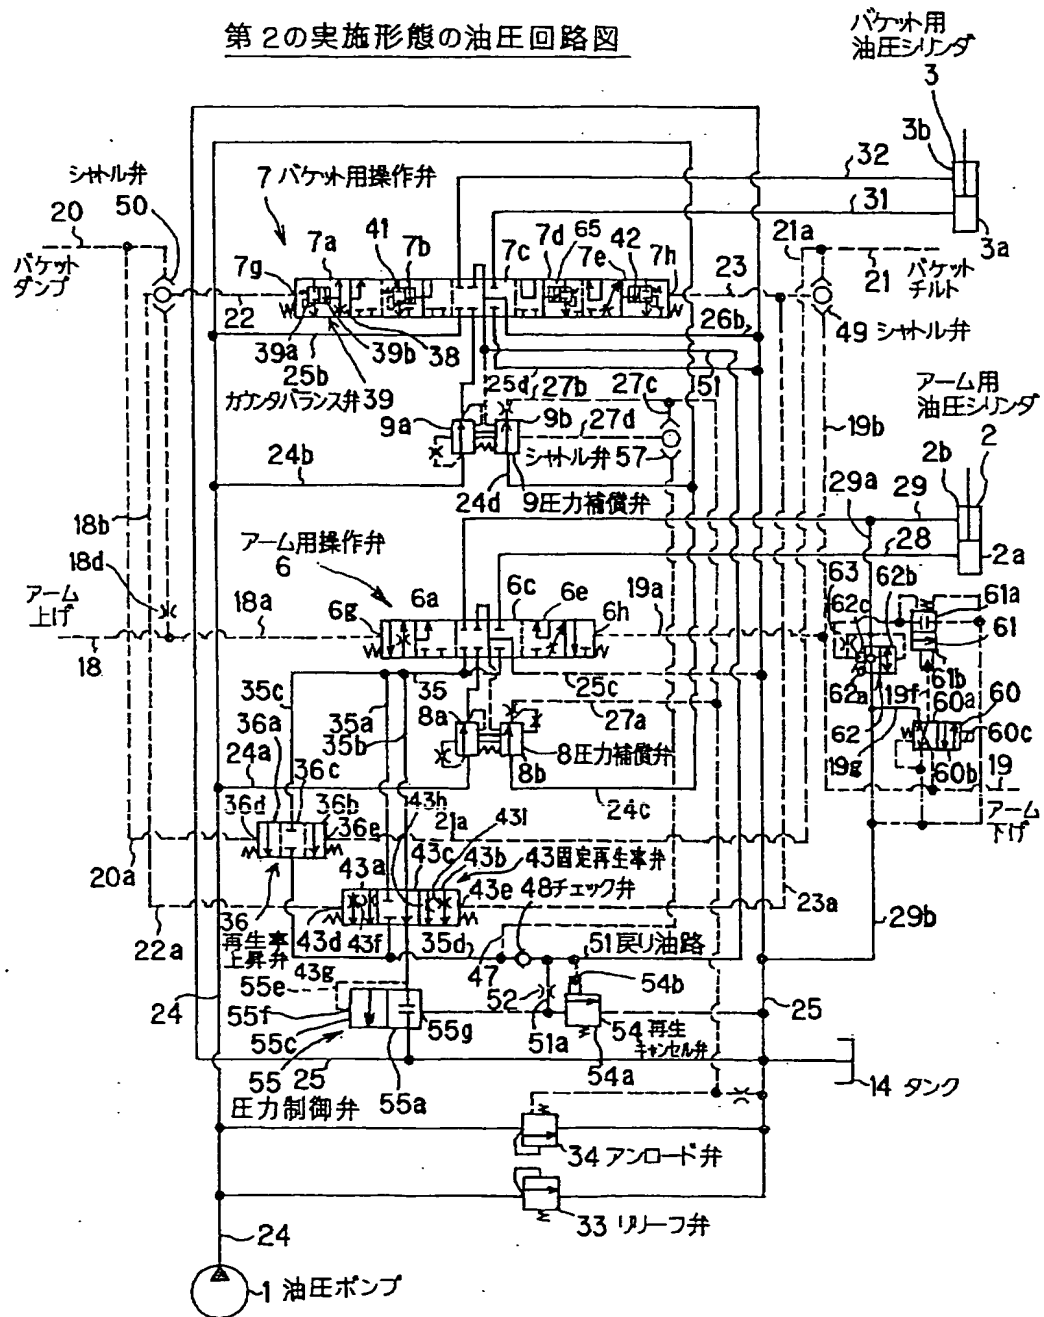 第2の実施形態の油圧回路図
バケット用
油圧シリンダ
3
3b
32
31
3a
シャトル弁
50
20
バケット
ダンプ
7 バケット用操作弁
7g
7a
41
7b
7c
7d
65
7e
42
7h
23
21a
21
バケット
チルト
22
39a
39b
38
25b
カウンタバランス弁39
26b
49 シャトル弁
25d
27b
27c
51
アーム用
油圧シリンダ
2
2b
9a
9b
27d
シャトル弁57
19b
24b
24d
9圧力補償弁
29a
29
28
2a
18b
18d
アーム
上げ
18
18a
アーム用操作弁
6
6g
6a
6c
6e
6h
19a
63
62b
62c
61a
61
62a
61b
19f
60a
60
60c
62
19g
60b
19
アーム
下げ
35c
36a
24a
36c
35
35a
35b
8a
25c
27a
8圧力補償弁
8b
24c
36d
36b
36e
21a
43h
43i
43a
43c
43b
43固定再生率弁
43e
48チェック弁
20a
22a
36
再生率
上昇弁
43d
43f
35d
43g
47
51戻り油路
23a
29b
55e
55f
55c
55
圧力制御弁
55a
55g
52
51a
54b
54 再生
キャンセル弁
54a
24
25
25
14 タンク
34 アンロード弁
33 リリーフ弁
24
1 油圧ポンプ